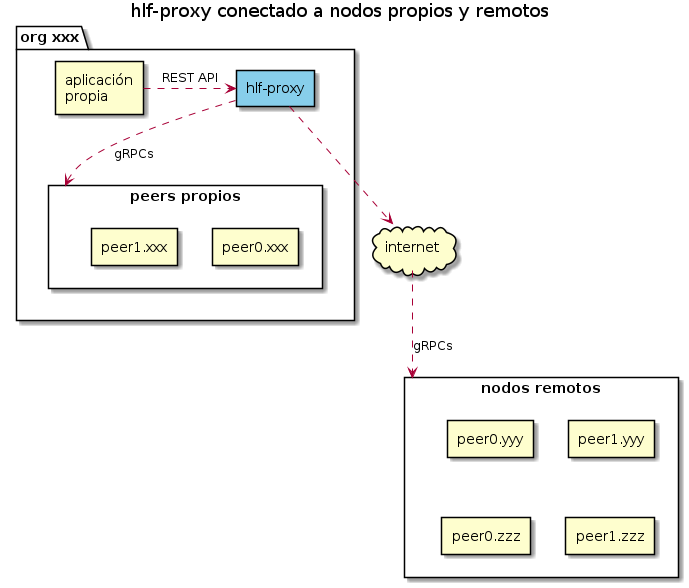 hlf-proxy conectado a nodos propios y remotos
org xxx
aplicación
propia
REST API
hlf-proxy
gRPCs
peers propios
peer1.xxx
peer0.xxx
internet
gRPCs
nodos remotos
peer0.yyy
peer1.yyy
peer0.zzz
peer1.zzz